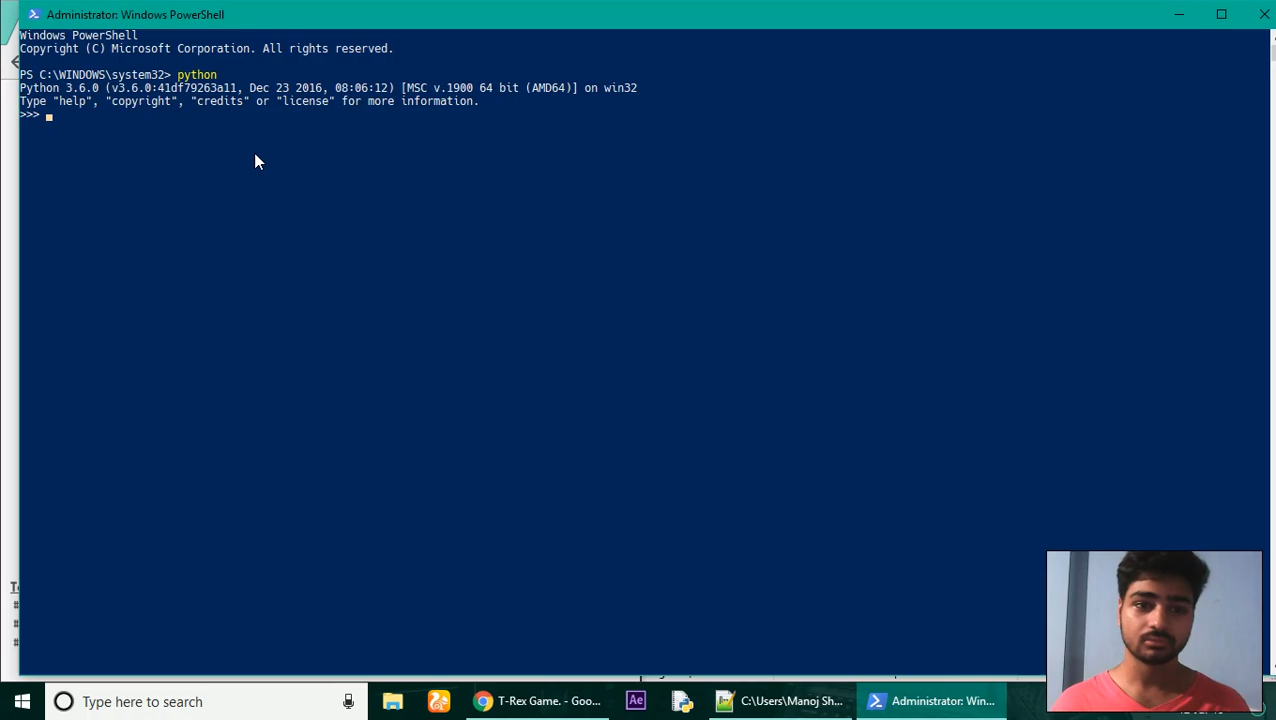 Administrator: Windows PowerShell
Windows PowerShell
Copyright (C) Microsoft Corporation. All rights reserved.
PS C:\WINDOWS\system32> python
Python 3.6.0 (v3.6.0:41df79263a11, Dec 23 2016, 08:06:12) [MSC v.1900 64 bit (AMD64)] on win32
Type "help", "copyright", "credits" or "license" for more information.
>>>
#
#
#
Type here to search
T-Rex Game. - Goo...
Ae
C:\Users\Manoj Sh...
Administrator: Win...